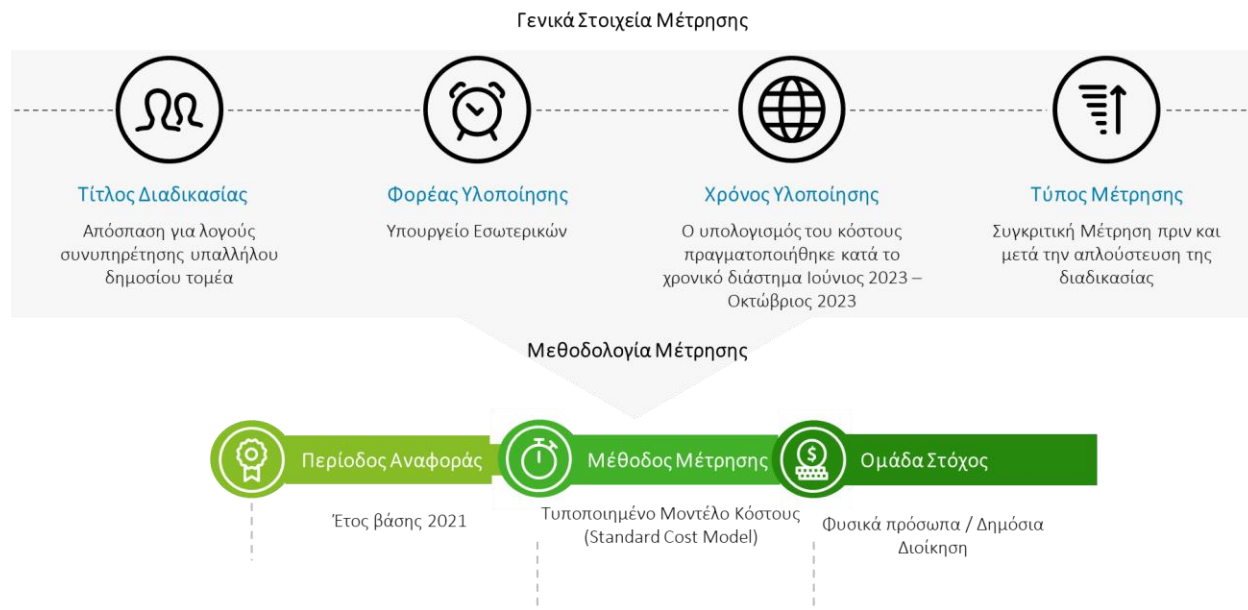 Γενικά Στοιχεία Μέτρησης
Τίτλος Διαδικασίας
Απόσπαση για λογούς
συνυπηρέτησης υπαλλήλου
δημοσίου τομέα
Φορέας Υλοποίησης
Υπουργείο Εσωτερικών
Χρόνος Υλοποίησης
Ο υπολογισμός του κόστους
πραγματοποιήθηκε κατά το
χρονικό διάστημα Ιούνιος 2023 –
Οκτώβριος 2023
Τύπος Μέτρησης
Συγκριτική Μέτρηση πριν και
μετά την απλούστευση της
διαδικασίας
Μεθοδολογία Μέτρησης
Περίοδος Αναφοράς
Έτος βάσης 2021
Μέθοδος Μέτρησης
Τυποποιημένο Μοντέλο Κόστους
(Standard Cost Model)
Ομάδα Στόχος
Φυσικά πρόσωπα / Δημόσια
Διοίκηση